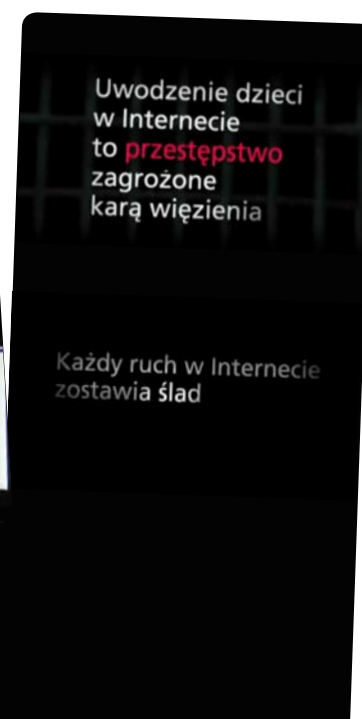 Uwodzenie dzieci
w Internecie
to przestępstwo
zagrożone
karą więzienia
Każdy ruch w Internecie
zostawia ślad